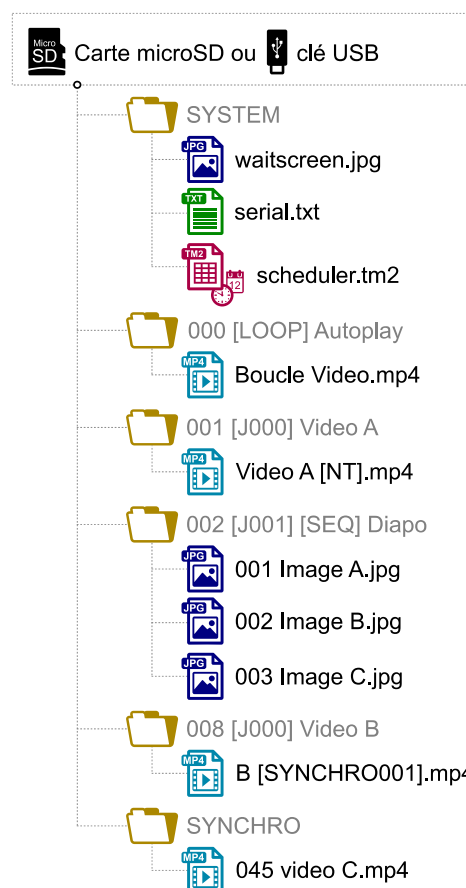 Micro
SD
Carte microSD ou clé USB
SYSTEM
JPG
waitscreen.jpg
TXT
serial.txt
TM2
12
scheduler.tm2
000 [LOOP] Autoplay
MP4
Boucle Video.mp4
001 [J000] Video A
MP4
Video A [NT].mp4
002 [J001] [SEQ] Diapo
JPG
001 Image A.jpg
JPG
002 Image B.jpg
JPG
003 Image C.jpg
008 [J000] Video B
MP4
B [SYNCHRO001].mp4
SYNCHRO
MP4
045 video C.mp4